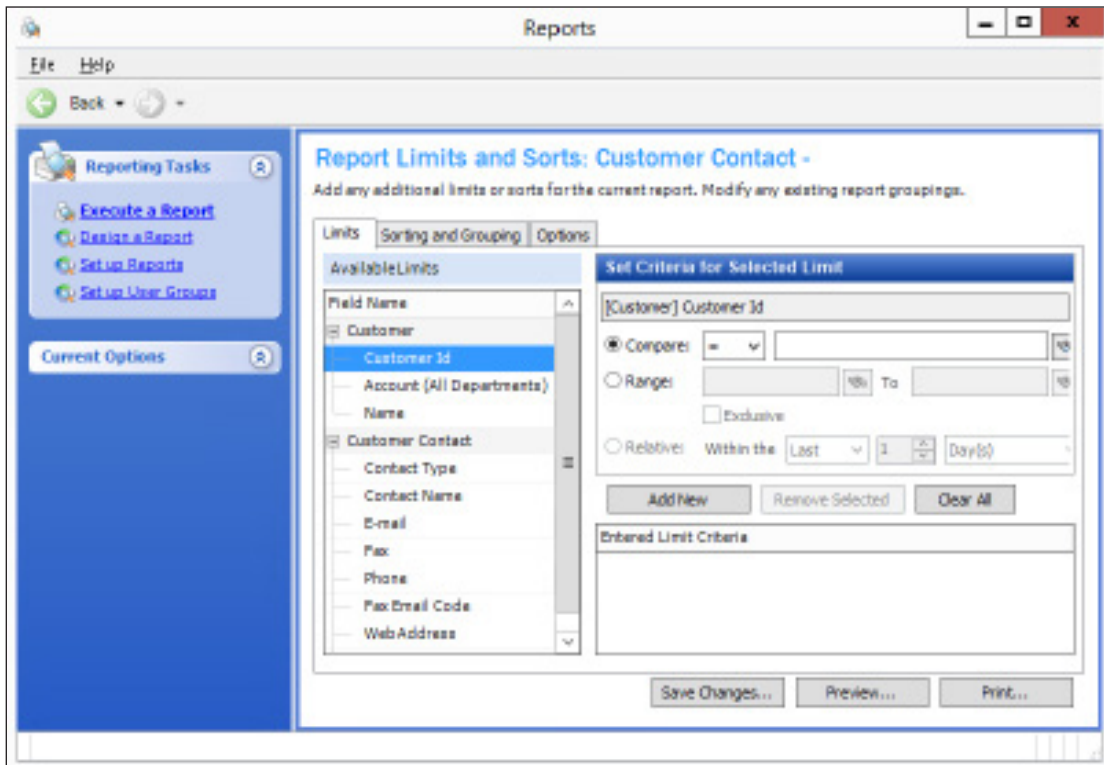 Reports
File Help
Back
Reporting Tasks
Execute a Report
Design a Report
Set up Reports
Set up User Groups
Current Options
Report Limits and Sorts: Customer Contact -
Add any additional limits or sorts for the current report. Modify any existing report groupings.
Limits Sorting and Grouping Options
Available Limits
Field Name
Customer
Customer Id
Account (All Departments)
Name
Customer Contact
Contact Type
Contact Name
E-mail
Fax
Phone
Fax Email Code
Web Address
Set Criteria for Selected Limit
[Customer] Customer Id
Compare: =
Range: To
Exclusive
Relative: Within the Last 1 Day(s)
Add New Remove Selected Clear All
Entered Limit Criteria
Save Changes... Preview... Print...